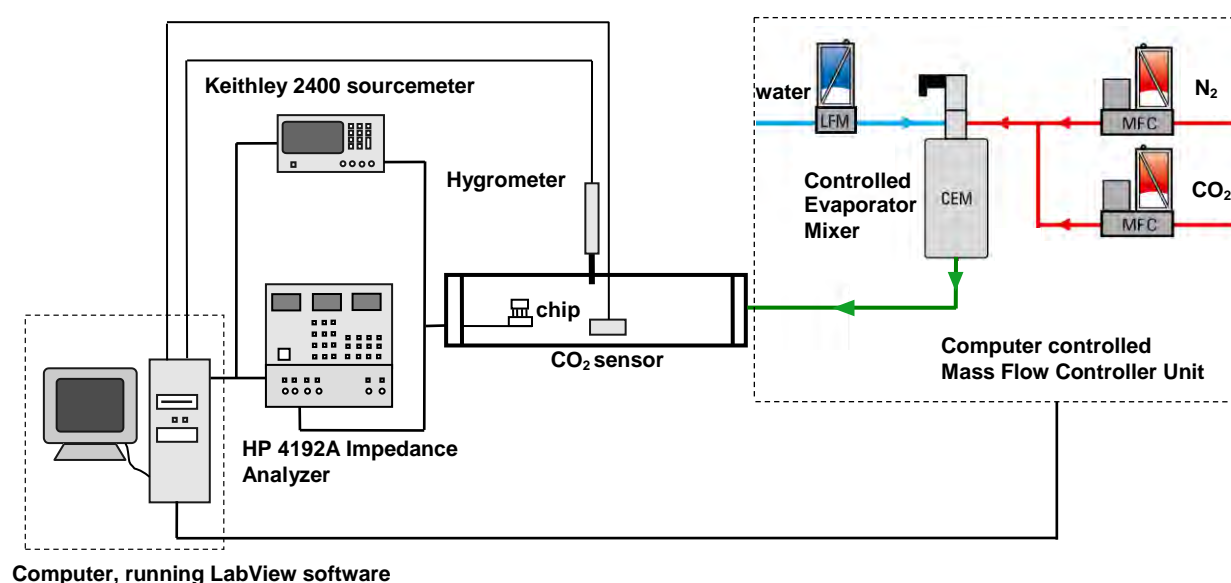 Keithley 2400 sourcemeter
water
LFM
N₂
MFC
CO₂
MFC
Hygrometer
Controlled
Evaporator
Mixer
CEM
chip
CO₂ sensor
Computer controlled
Mass Flow Controller Unit
HP 4192A Impedance
Analyzer
Computer, running LabView software